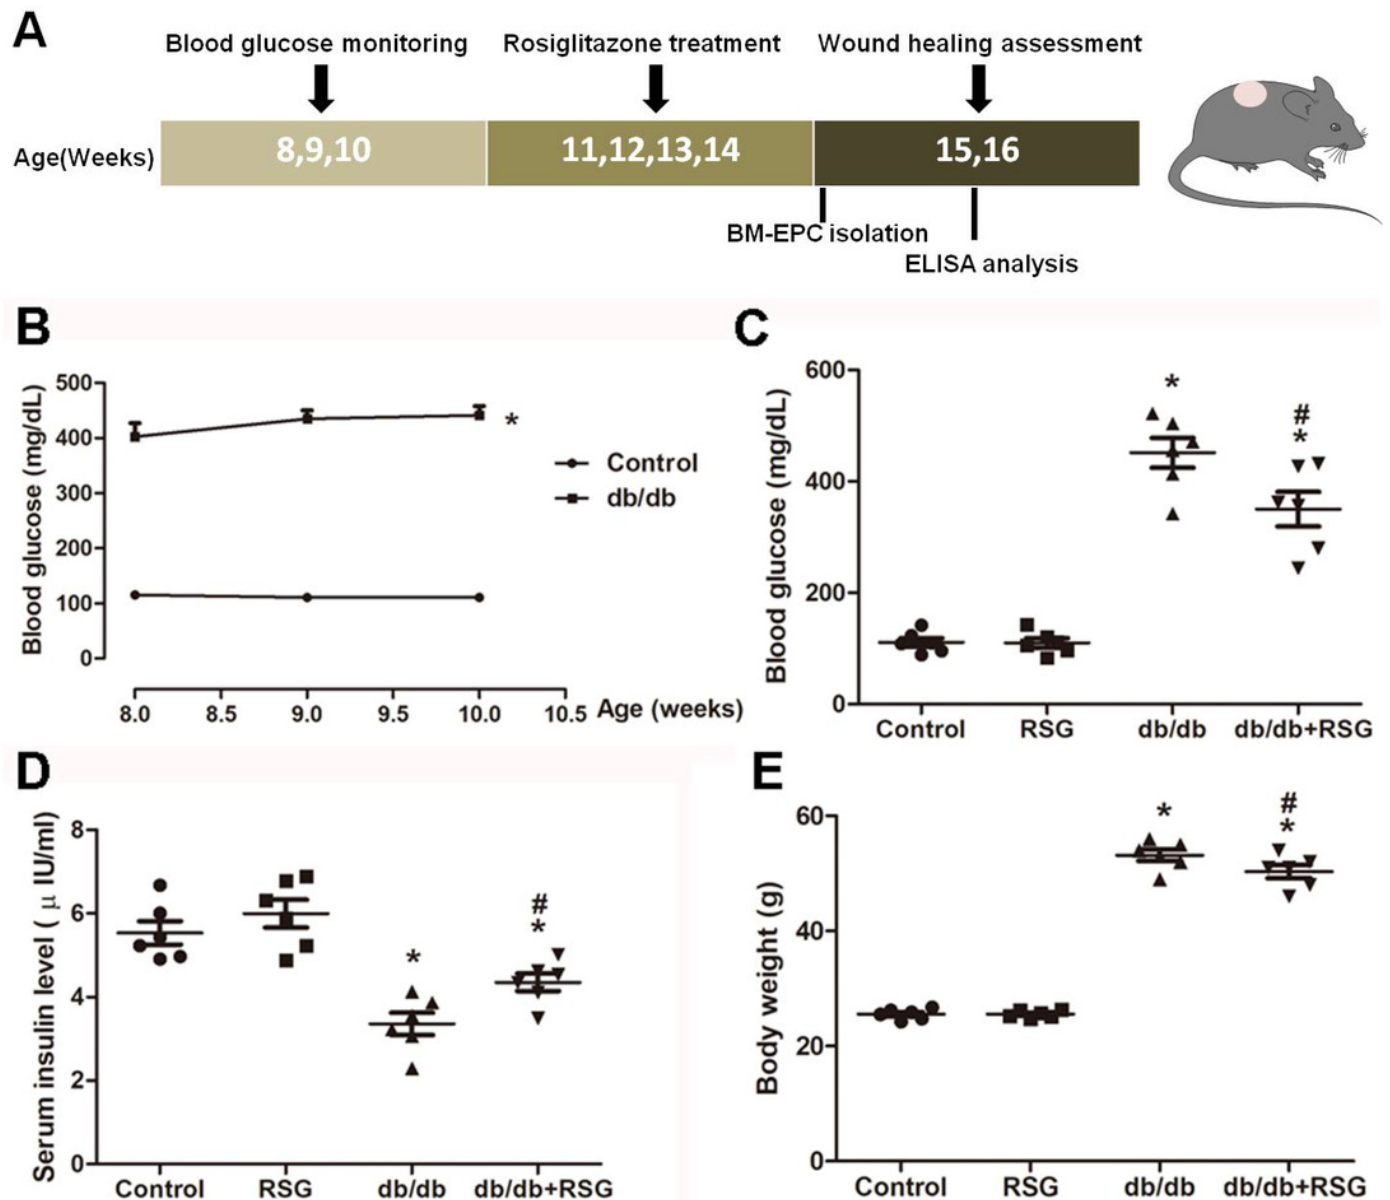 A
Blood glucose monitoring
Rosiglitazone treatment
Wound healing assessment
Age(Weeks)
8,9,10
11,12,13,14
15,16
BM-EPC isolation
ELISA analysis
B
Blood glucose (mg/dL)
500
400
300
200
100
0
*
Control
db/db
8.0
8.5
9.0
9.5
10.0
10.5
Age (weeks)
C
Blood glucose (mg/dL)
600
400
200
0
*
#
*
Control
RSG
db/db
db/db+RSG
D
Serum insulin level ( μ IU/ml)
8
6
4
2
0
*
#
*
Control
RSG
db/db
db/db+RSG
E
Body weight (g)
60
40
20
0
*
#
*
Control
RSG
db/db
db/db+RSG